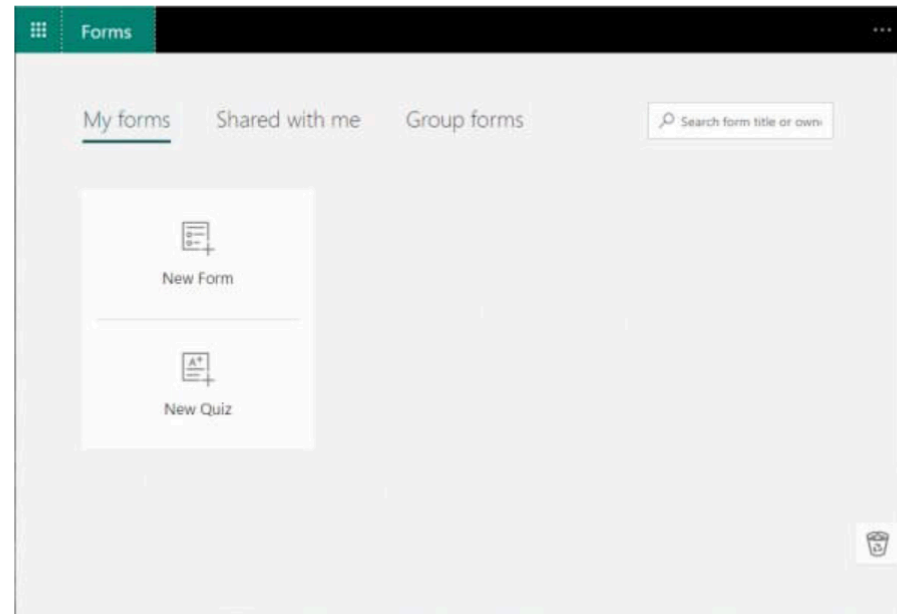 Forms
My forms Shared with me Group forms
Search form title or own
New Form
A+
New Quiz